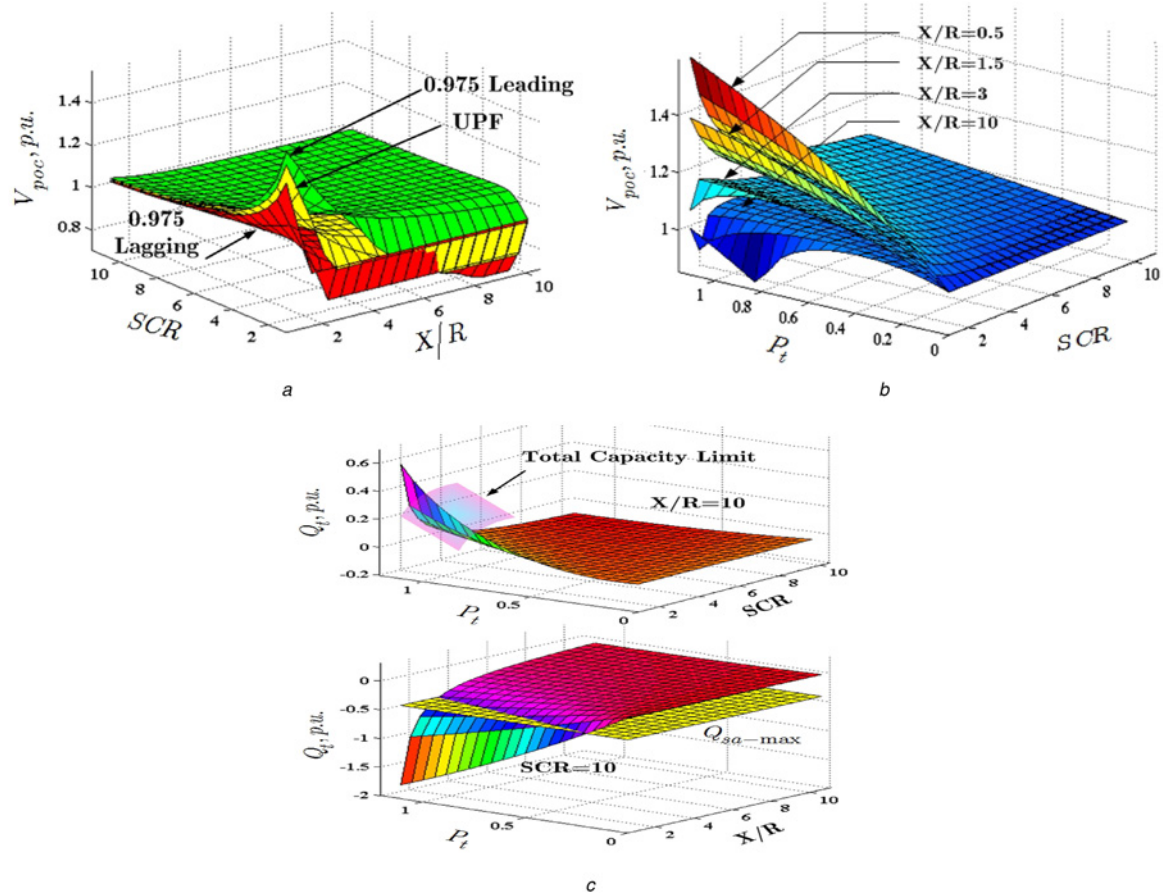 V_poc, p.u.
1.4
1.2
1
0.8
0.975 Leading
UPF
0.975
Lagging
10
8
6
4
2
SCR
2
4
6
8
10
X/R
a
V_poc, p.u.
1.4
1.2
1
X/R=0.5
X/R=1.5
X/R=3
X/R=10
1
0.8
0.6
0.4
0.2
0
P_t
2
4
6
8
10
SCR
b
Q_t, p.u.
0.6
0.4
0.2
0
-0.2
Total Capacity Limit
X/R=10
1
0.5
0
P_t
2
4
6
8
10
SCR
Q_t, p.u.
0
-0.5
-1
-1.5
-2
Q_sa-max
SCR=10
1
0.5
0
P_t
2
4
6
8
10
X/R
c